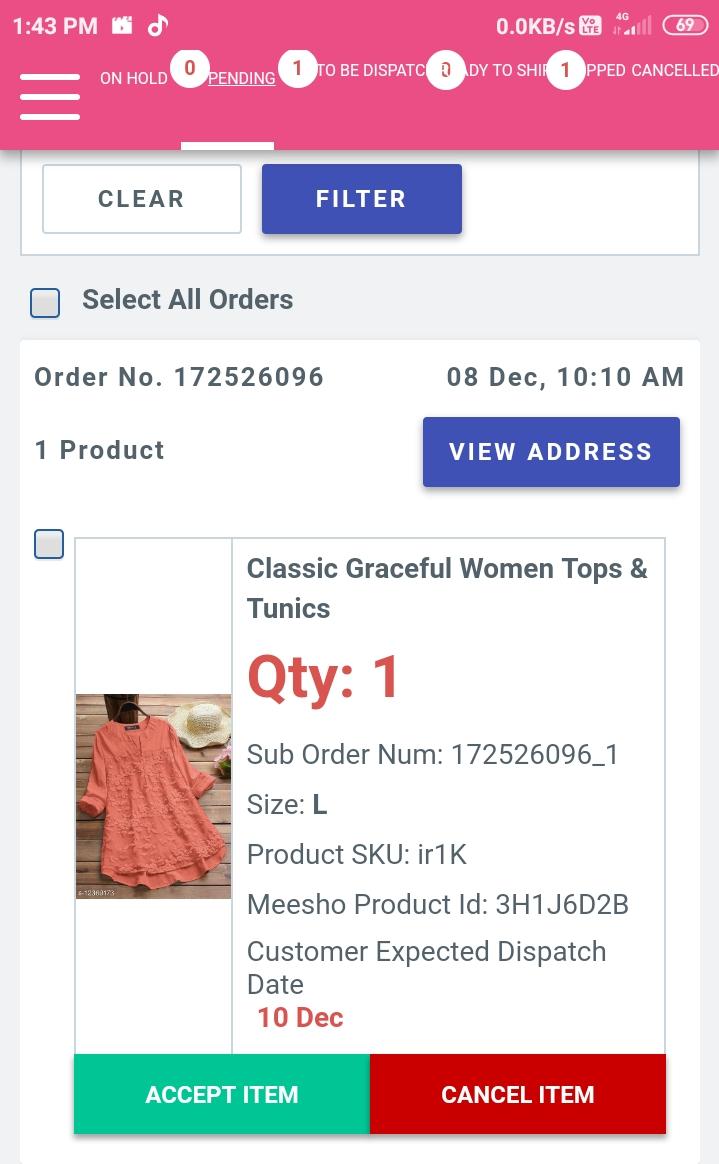 1:43 PM
0.0KB/s Vo LTE 4G 69
ON HOLD 0 PENDING 1 TO BE DISPATC ADY TO SHIP 1 PPED CANCELLED
CLEAR FILTER
Select All Orders
Order No. 172526096 08 Dec, 10:10 AM
1 Product VIEW ADDRESS
Classic Graceful Women Tops &
Tunics
Qty: 1
Sub Order Num: 172526096_1
Size: L
Product SKU: ir1K
Meesho Product Id: 3H1J6D2B
Customer Expected Dispatch
Date
10 Dec
s-12369173
ACCEPT ITEM CANCEL ITEM